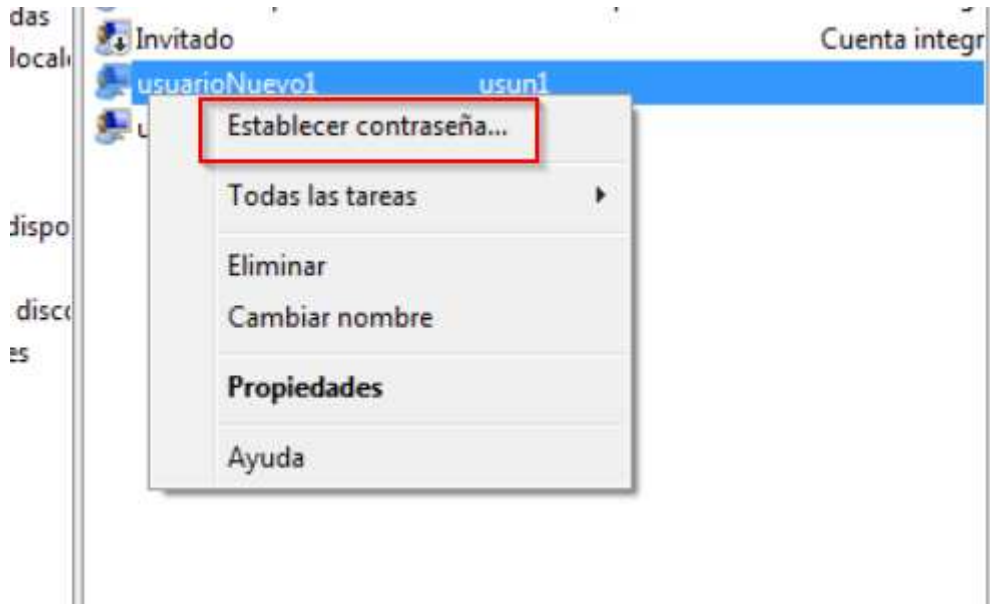 das
Invitado Cuenta integr
local
usuarioNuevo1 usun1
u
Establecer contraseña...
Todas las tareas
dispo
Eliminar
Cambiar nombre
disco
es
Propiedades
Ayuda